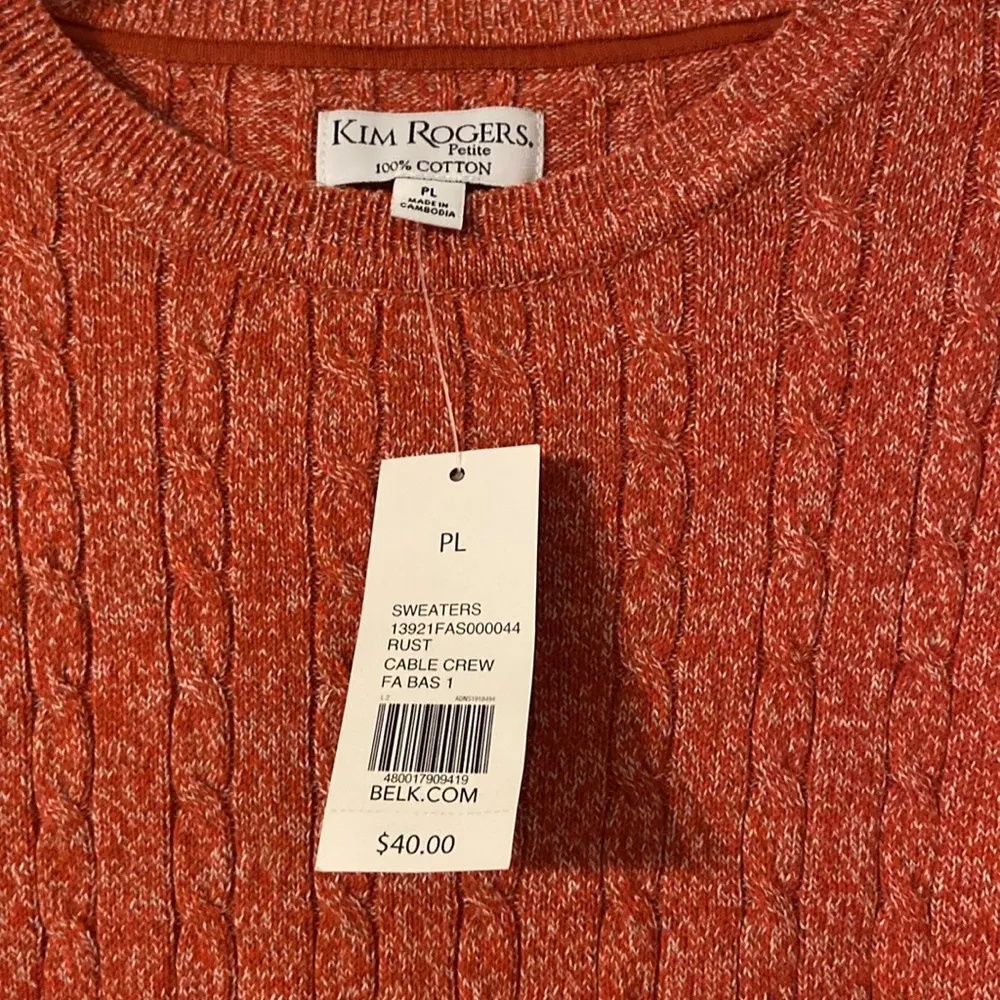 KIM ROGERS®
Petite
100% COTTON
PL
MADE IN
CAMBODIA
PL
SWEATERS
13921FAS000044
RUST
CABLE CREW
FA BAS 1
480017909419
BELK.COM
$40.00